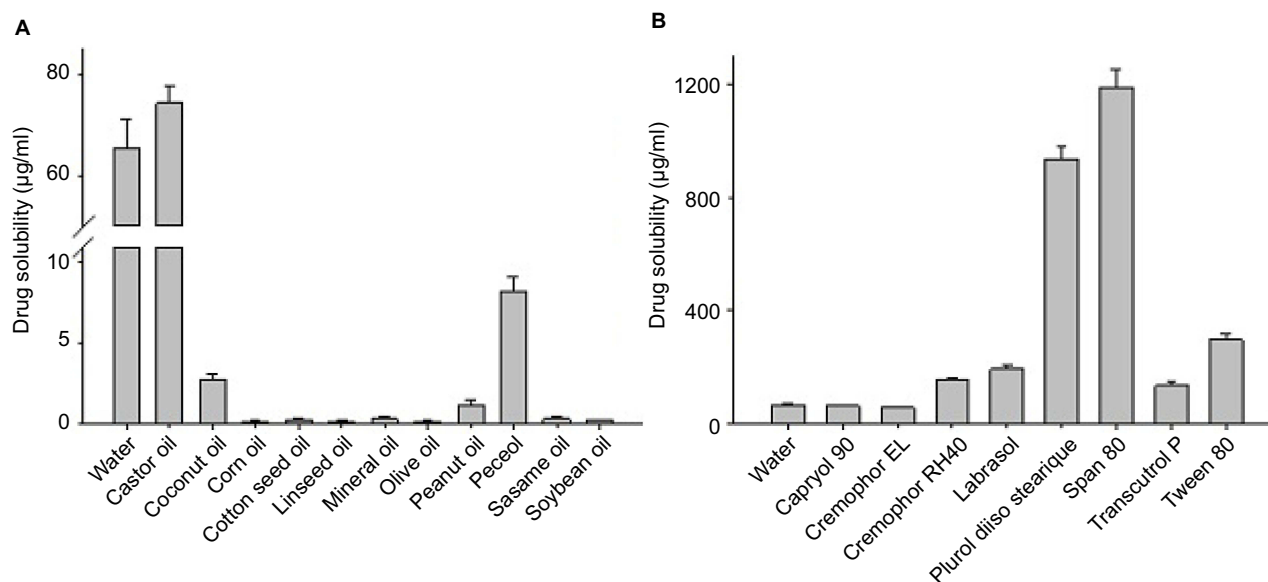 A
Drug solubility (µg/ml)
80
60
10
5
0
Water
Castor oil
Coconut oil
Corn oil
Cotton seed oil
Linseed oil
Mineral oil
Olive oil
Peanut oil
Peceol
Sasame oil
Soybean oil
B
Drug solubility (µg/ml)
1200
800
400
0
Water
Capryol 90
Cremophor EL
Cremophor RH40
Labrasol
Plurol diiso stearique
Span 80
Transcutrol P
Tween 80